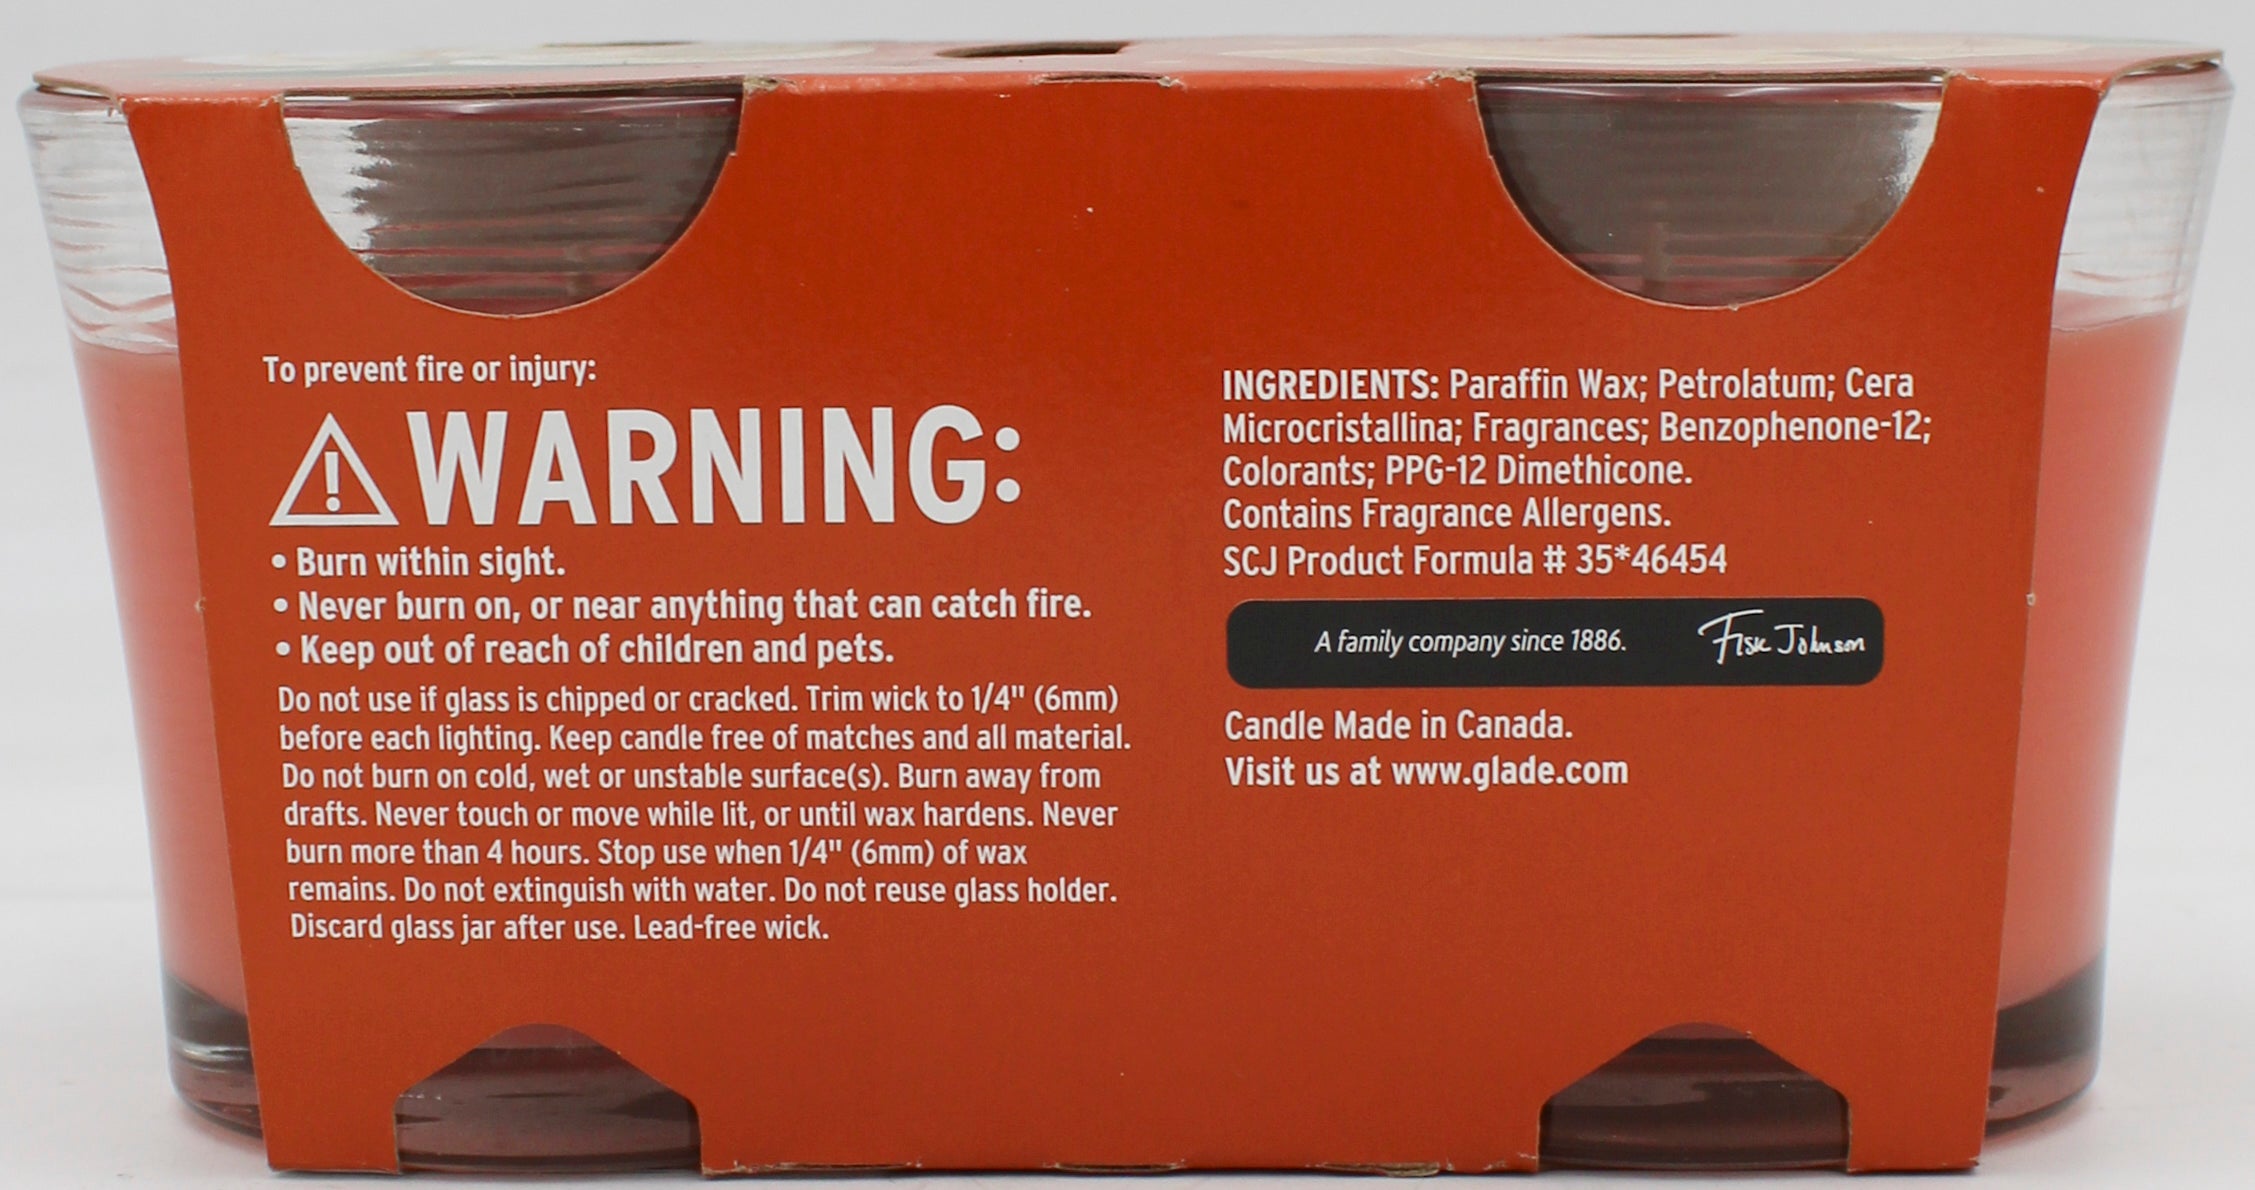 To prevent fire or injury:
WARNING:
• Burn within sight.
• Never burn on, or near anything that can catch fire.
• Keep out of reach of children and pets.
Do not use if glass is chipped or cracked. Trim wick to 1/4" (6mm)
before each lighting. Keep candle free of matches and all material.
Do not burn on cold, wet or unstable surface(s). Burn away from
drafts. Never touch or move while lit, or until wax hardens. Never
burn more than 4 hours. Stop use when 1/4" (6mm) of wax
remains. Do not extinguish with water. Do not reuse glass holder.
Discard glass jar after use. Lead-free wick.
INGREDIENTS: Paraffin Wax; Petrolatum; Cera
Microcristallina; Fragrances; Benzophenone-12;
Colorants; PPG-12 Dimethicone.
Contains Fragrance Allergens.
SCJ Product Formula # 35*46454
A family company since 1886. Fisk Johnson
Candle Made in Canada.
Visit us at www.glade.com